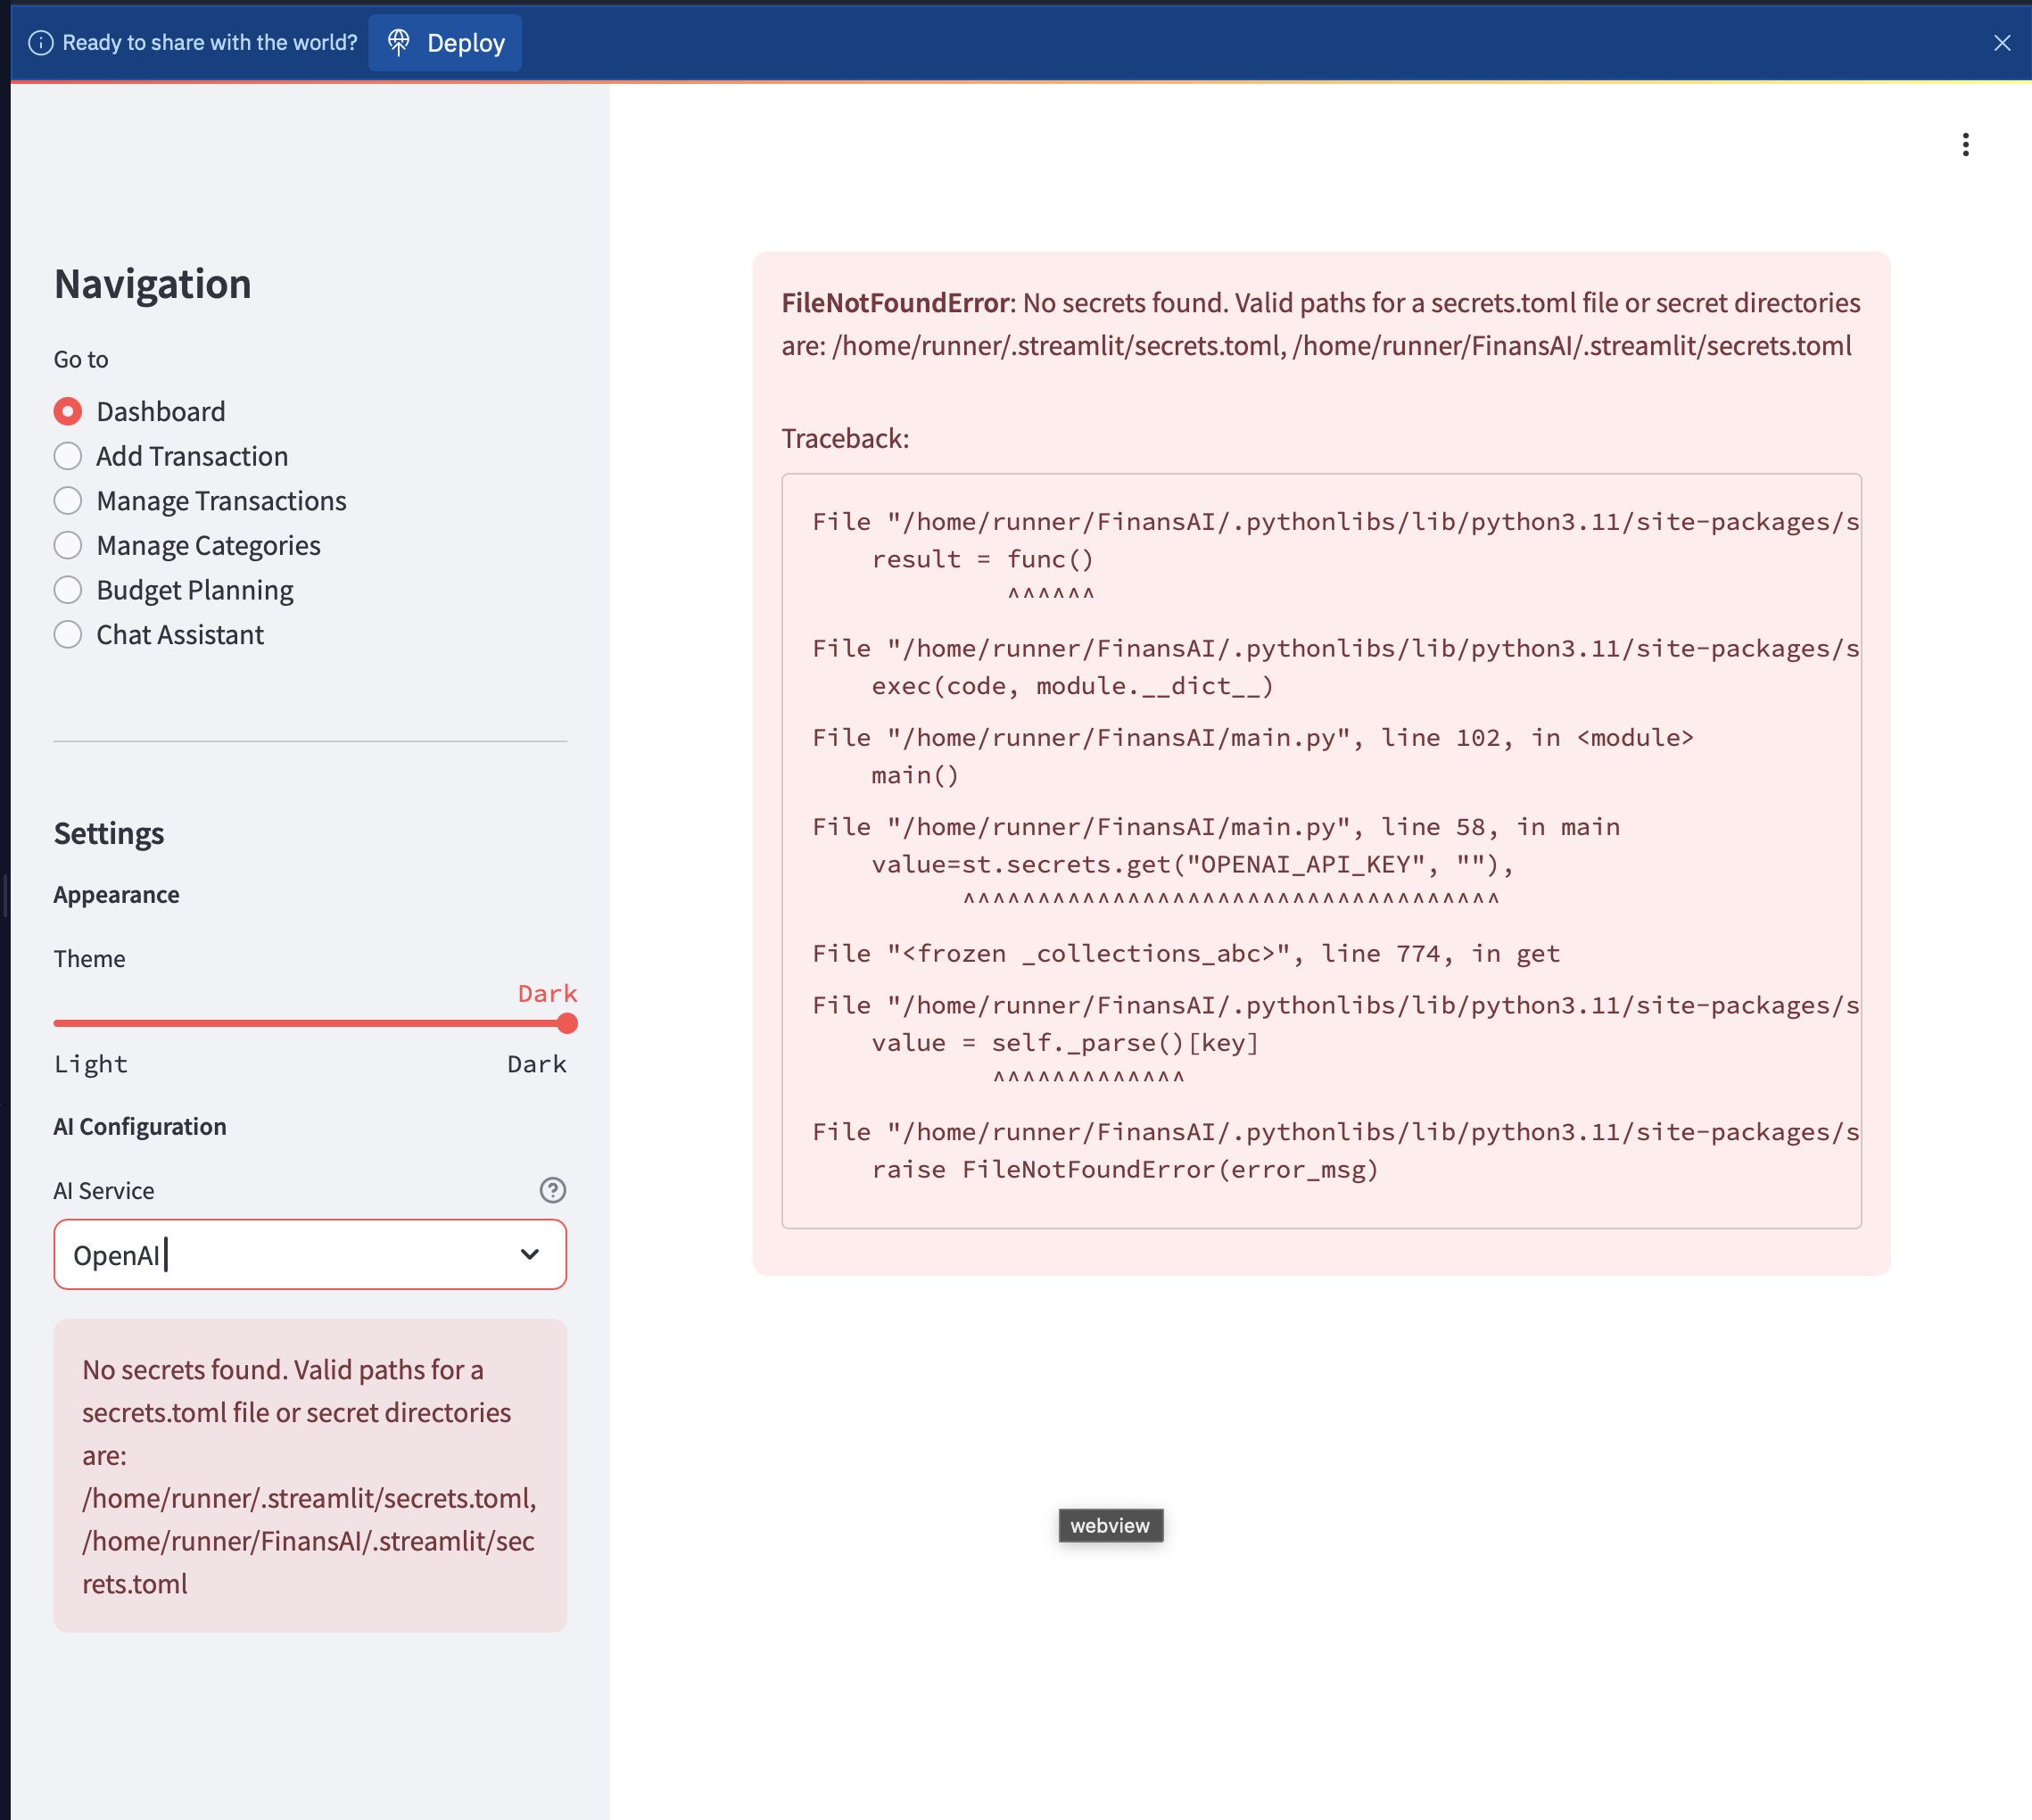 Ready to share with the world?
Deploy
Navigation
Go to
Dashboard
Add Transaction
Manage Transactions
Manage Categories
Budget Planning
Chat Assistant
Settings
Appearance
Theme
Dark
Light
Dark
AI Configuration
AI Service
OpenAI
No secrets found. Valid paths for a
secrets.toml file or secret directories
are:
/home/runner/.streamlit/secrets.toml,
/home/runner/FinansAI/.streamlit/sec
rets.toml
FileNotFoundError: No secrets found. Valid paths for a secrets.toml file or secret directories
are: /home/runner/.streamlit/secrets.toml, /home/runner/FinansAI/.streamlit/secrets.toml
Traceback:
File "/home/runner/FinansAI/.pythonlibs/lib/python3.11/site-packages/s
result = func()
^^^^^^
File "/home/runner/FinansAI/.pythonlibs/lib/python3.11/site-packages/s
exec(code, module.__dict__)
File "/home/runner/FinansAI/main.py", line 102, in <module>
main()
File "/home/runner/FinansAI/main.py", line 58, in main
value=st.secrets.get("OPENAI_API_KEY", ""),
^^^^^^^^^^^^^^^^^^^^^^^^^^^^^^^^^^^^
File "<frozen _collections_abc>", line 774, in get
File "/home/runner/FinansAI/.pythonlibs/lib/python3.11/site-packages/s
value = self._parse()[key]
^^^^^^^^^^^^^
File "/home/runner/FinansAI/.pythonlibs/lib/python3.11/site-packages/s
raise FileNotFoundError(error_msg)
webview